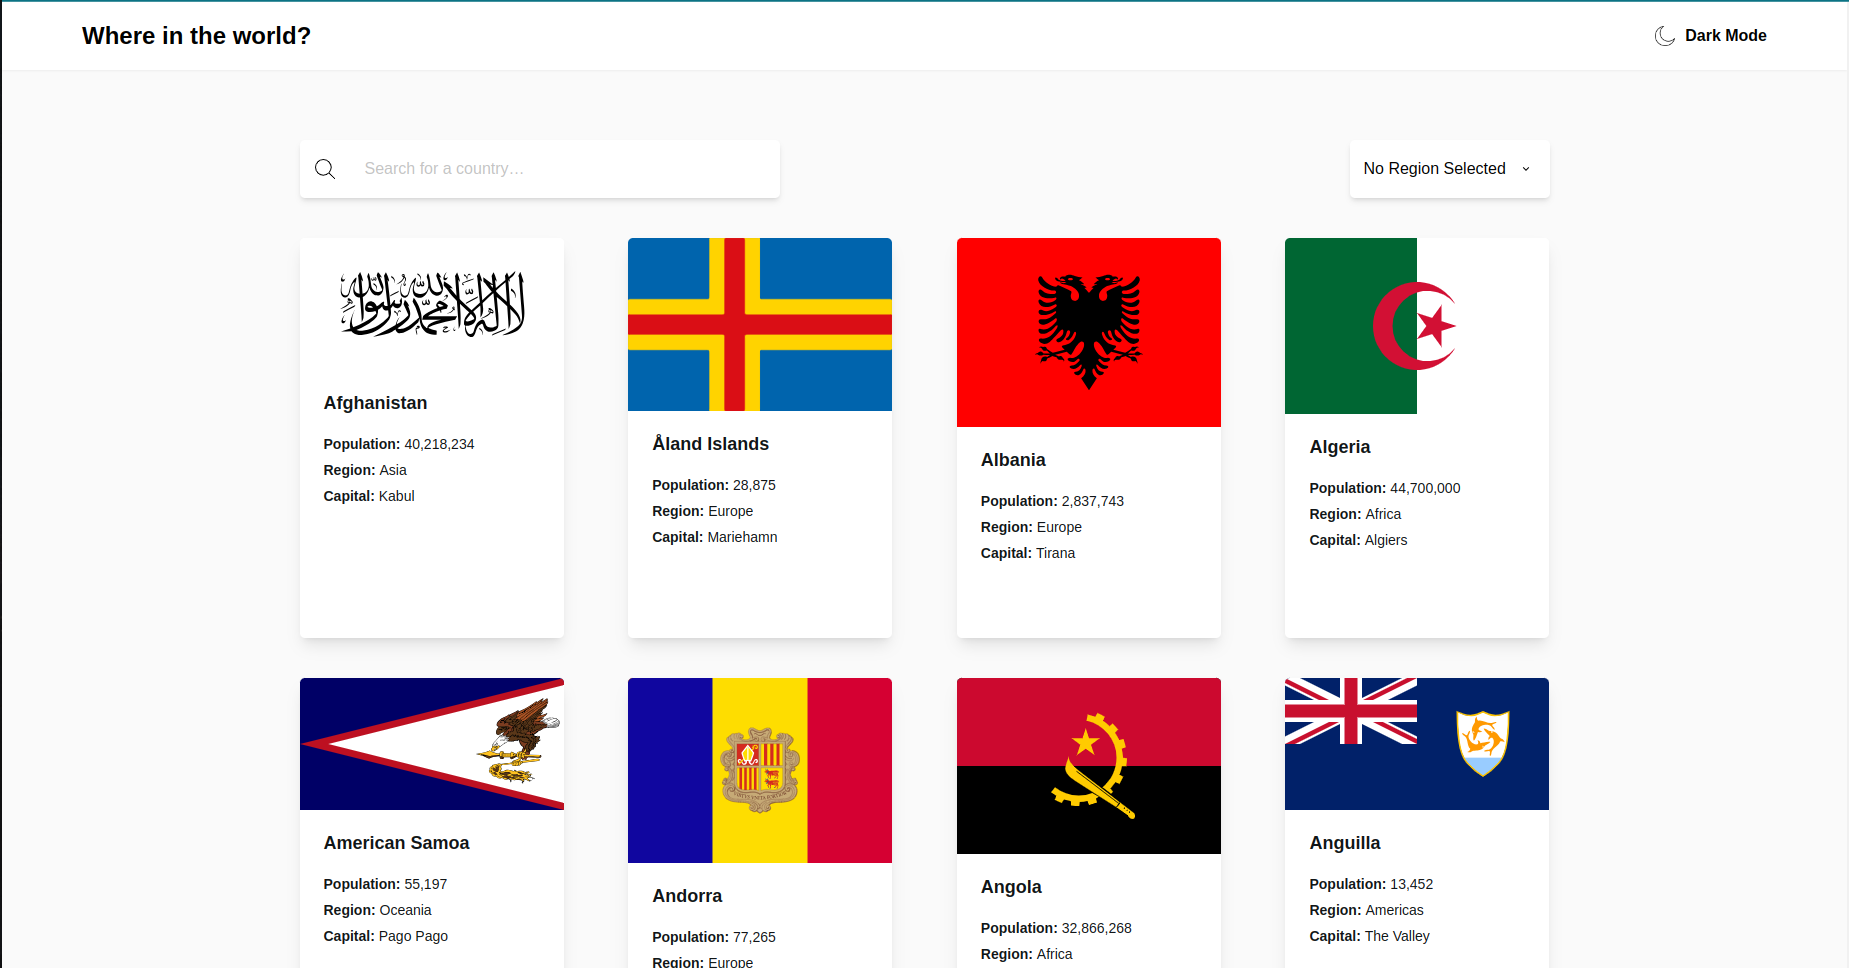 Where in the world?
Dark Mode
Search for a country…
No Region Selected
لا إله إلا الله محمد رسول الله
Afghanistan
Population: 40,218,234
Region: Asia
Capital: Kabul
Åland Islands
Population: 28,875
Region: Europe
Capital: Mariehamn
Albania
Population: 2,837,743
Region: Europe
Capital: Tirana
Algeria
Population: 44,700,000
Region: Africa
Capital: Algiers
American Samoa
Population: 55,197
Region: Oceania
Capital: Pago Pago
Andorra
Population: 77,265
Region: Europe
Angola
Population: 32,866,268
Region: Africa
Anguilla
Population: 13,452
Region: Americas
Capital: The Valley